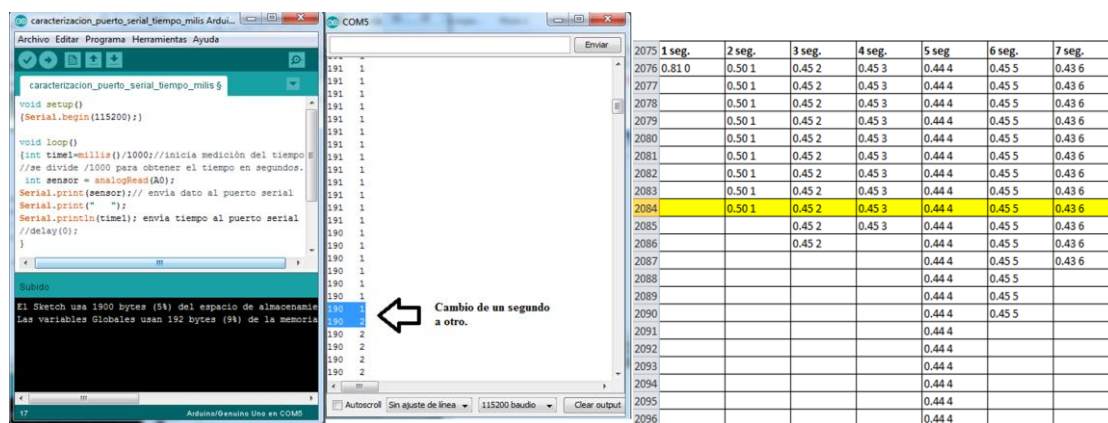 caracterizacion_puerto_serial_tiempo_milis Ardui...
Archivo Editar Programa Herramientas Ayuda
caracterizacion_puerto_serial_tiempo_milis §
void setup()
{Serial.begin(115200);}
void loop()
{int time1=millis()/1000;//inicia medición del tiempo
//se divide /1000 para obtener el tiempo en segundos.
int sensor = analogRead(A0);
Serial.print(sensor);// envia dato al puerto serial
Serial.print("   ");
Serial.println(time1); envia tiempo al puerto serial
//delay(0);
}
Subido
El Sketch usa 1900 bytes (5%) del espacio de almacenamie
Las variables Globales usan 192 bytes (9%) de la memoria
17
Arduino/Genuino Uno en COM5
COM5
Enviar
191 1
191 1
191 1
191 1
191 1
191 1
191 1
191 1
191 1
191 1
191 1
191 1
191 1
190 1
190 1
190 1
190 1
190 1
190 1
190 1
190 2
190 2
190 2
190 2
190 2
Cambio de un segundo
a otro.
Autoscroll Sin ajuste de línea 115200 baudio Clear output
2075 1 seg. 2 seg. 3 seg. 4 seg. 5 seg 6 seg. 7 seg.
2076 0.81 0 0.50 1 0.45 2 0.45 3 0.44 4 0.45 5 0.43 6
2077 0.50 1 0.45 2 0.45 3 0.44 4 0.45 5 0.43 6
2078 0.50 1 0.45 2 0.45 3 0.44 4 0.45 5 0.43 6
2079 0.50 1 0.45 2 0.45 3 0.44 4 0.45 5 0.43 6
2080 0.50 1 0.45 2 0.45 3 0.44 4 0.45 5 0.43 6
2081 0.50 1 0.45 2 0.45 3 0.44 4 0.45 5 0.43 6
2082 0.50 1 0.45 2 0.45 3 0.44 4 0.45 5 0.43 6
2083 0.50 1 0.45 2 0.45 3 0.44 4 0.45 5 0.43 6
2084 0.50 1 0.45 2 0.45 3 0.44 4 0.45 5 0.43 6
2085 0.45 2 0.45 3 0.44 4 0.45 5 0.43 6
2086 0.45 2 0.44 4 0.45 5 0.43 6
2087 0.44 4 0.45 5 0.43 6
2088 0.44 4 0.45 5
2089 0.44 4 0.45 5
2090 0.44 4 0.45 5
2091 0.44 4
2092 0.44 4
2093 0.44 4
2094 0.44 4
2095 0.44 4
2096 0.44 4